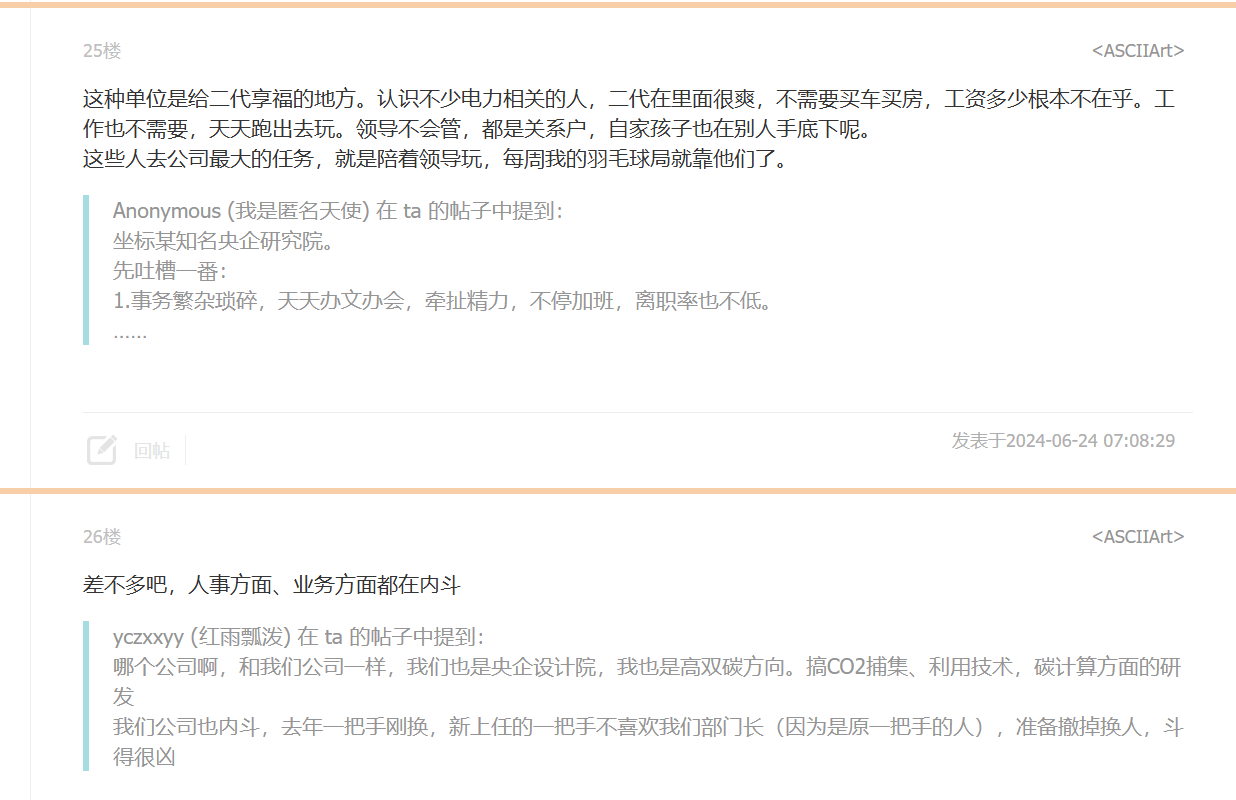 25楼 <ASCIIArt>
这种单位是给二代享福的地方。认识不少电力相关的人，二代在里面很爽，不需要买车买房，工资多少根本不在乎。工
作也不需要，天天跑出去玩。领导不会管，都是关系户，自家孩子也在别人手底下呢。
这些人去公司最大的任务，就是陪着领导玩，每周我的羽毛球局就靠他们了。
Anonymous (我是匿名天使) 在 ta 的帖子中提到：
坐标某知名央企研究院。
先吐槽一番：
1.事务繁杂琐碎，天天办文办会，牵扯精力，不停加班，离职率也不低。
……
回帖 发表于2024-06-24 07:08:29
26楼 <ASCIIArt>
差不多吧，人事方面、业务方面都在内斗
yczxxyy (红雨瓢泼) 在 ta 的帖子中提到：
哪个公司啊，和我们公司一样，我们也是央企设计院，我也是高双碳方向。搞CO2捕集、利用技术，碳计算方面的研
发
我们公司也内斗，去年一把手刚换，新上任的一把手不喜欢我们部门长（因为是原一把手的人），准备撤掉换人，斗
得很凶